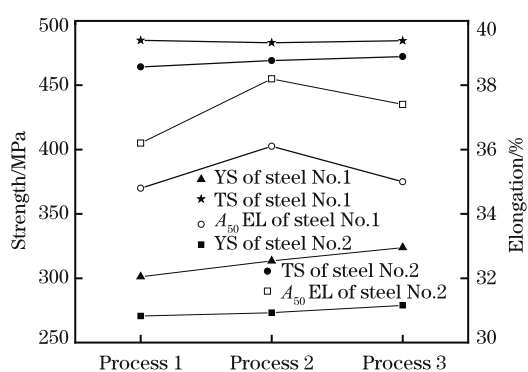 500
450
400
350
300
250
Strength/MPa
40
38
36
34
32
30
Elongation/%
YS of steel No.1
TS of steel No.1
A50 EL of steel No.1
YS of steel No.2
TS of steel No.2
A50 EL of steel No.2
Process 1 Process 2 Process 3